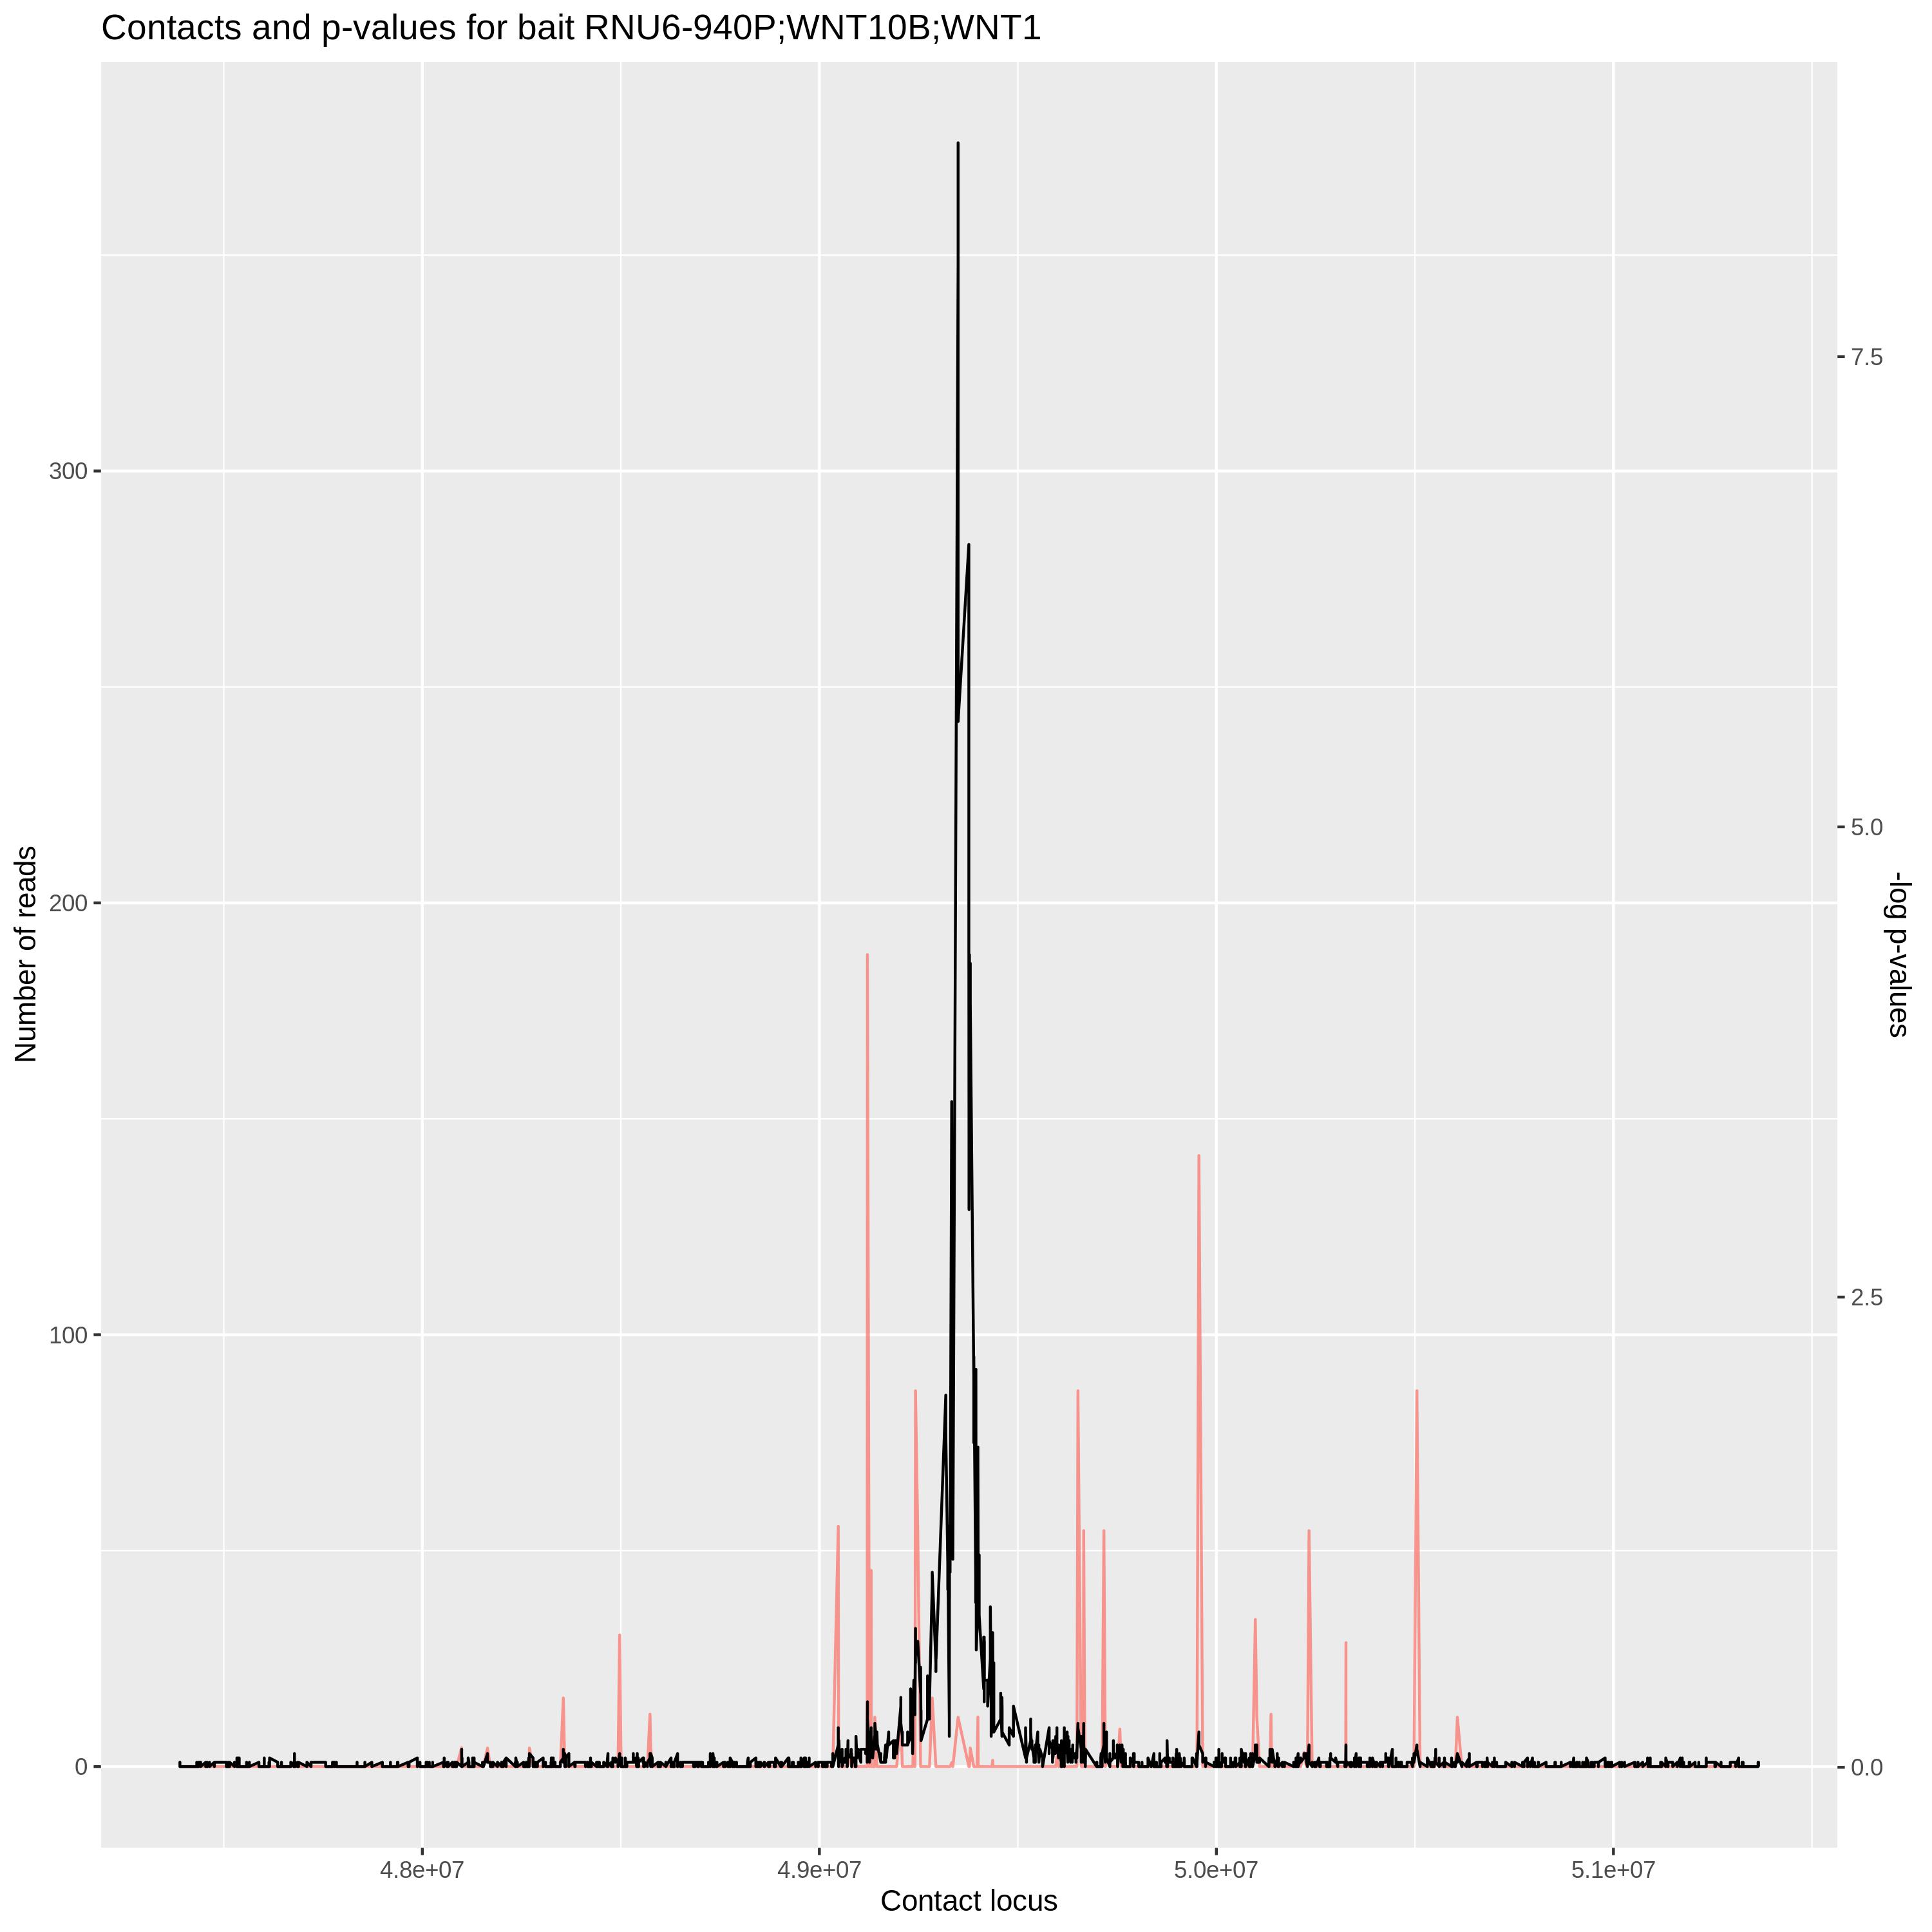 Contacts and p-values for bait RNU6-940P;WNT10B;WNT1
Number of reads
300
200
100
0
7.5
5.0
2.5
0.0
-log p-values
4.8e+07 4.9e+07 5.0e+07 5.1e+07
Contact locus